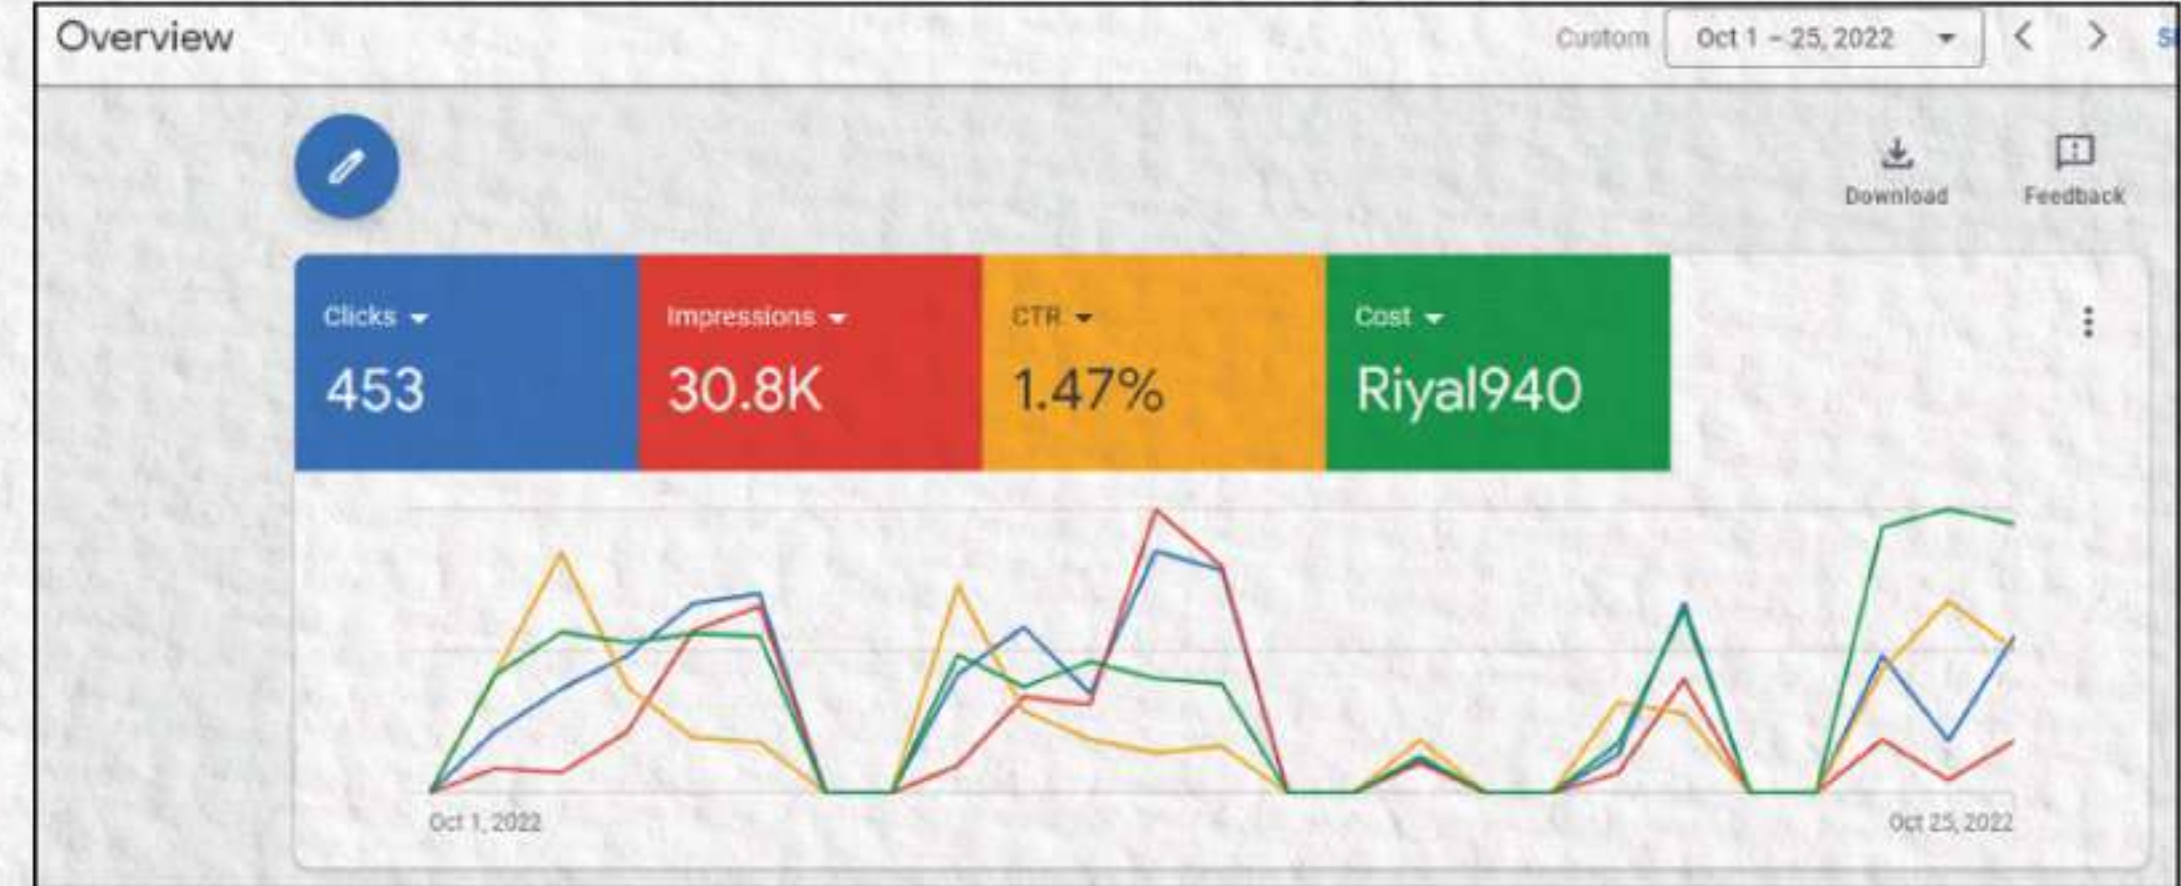 Overview
Custom Oct 1 – 25, 2022
Download Feedback
Clicks Impressions CTR Cost
453 30.8K 1.47% Riyal940
Oct 1, 2022 Oct 25, 2022